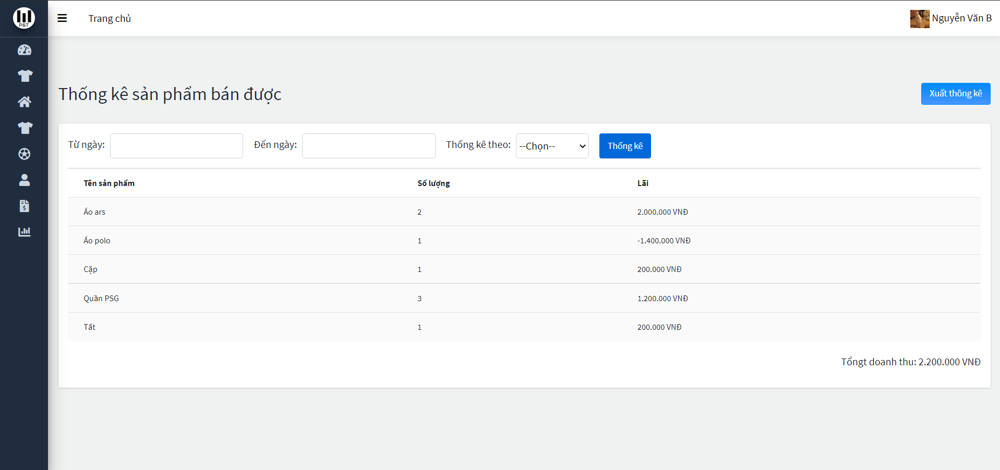 P&T
Trang chủ
Nguyễn Văn B
Thống kê sản phẩm bán được
Xuất thông kê
Từ ngày:
Đến ngày:
Thống kê theo:
--Chọn--
Thống kê
Tên sản phẩm Số lượng Lãi
Áo ars 2 2.000.000 VNĐ
Áo polo 1 -1.400.000 VNĐ
Cặp 1 200.000 VNĐ
Quần PSG 3 1.200.000 VNĐ
Tất 1 200.000 VNĐ
Tổngt doanh thu: 2.200.000 VNĐ